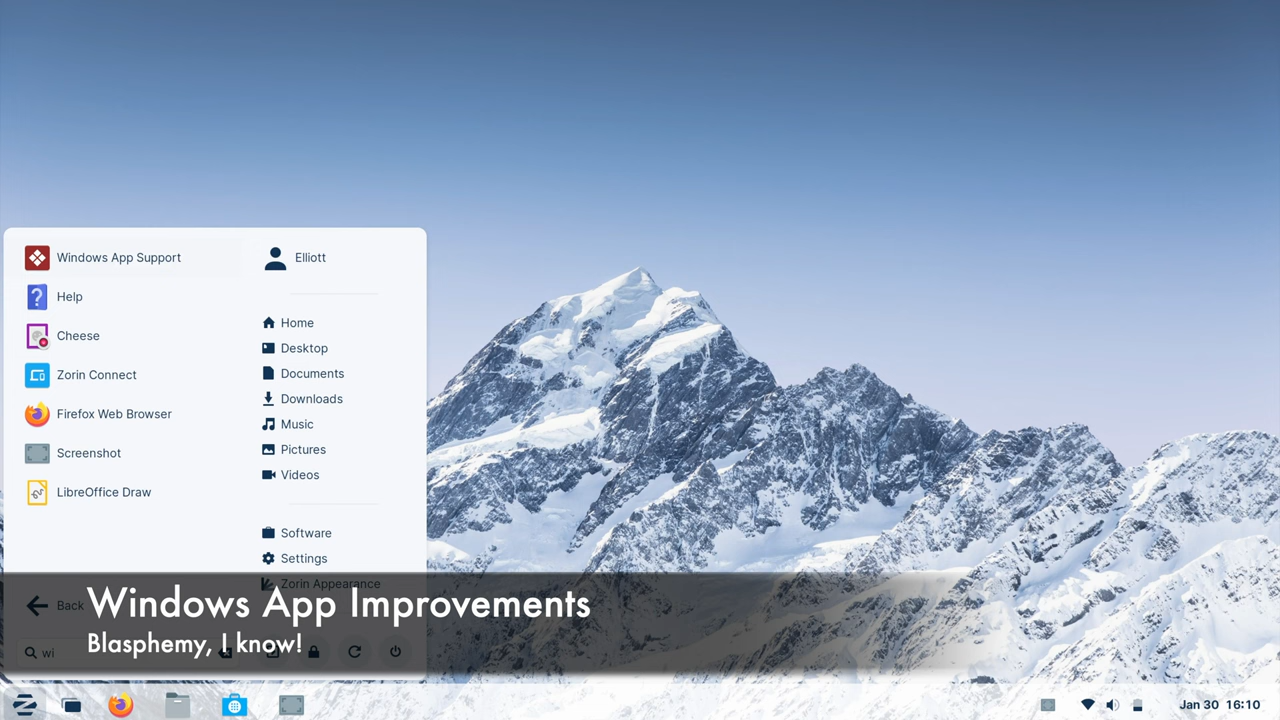 Windows App Support
Help
Cheese
Zorin Connect
Firefox Web Browser
Screenshot
LibreOffice Draw
Back
wi
Elliott
Home
Desktop
Documents
Downloads
Music
Pictures
Videos
Software
Settings
Zorin Appearance
Windows App Improvements
Blasphemy, I know!
Jan 30 16:10